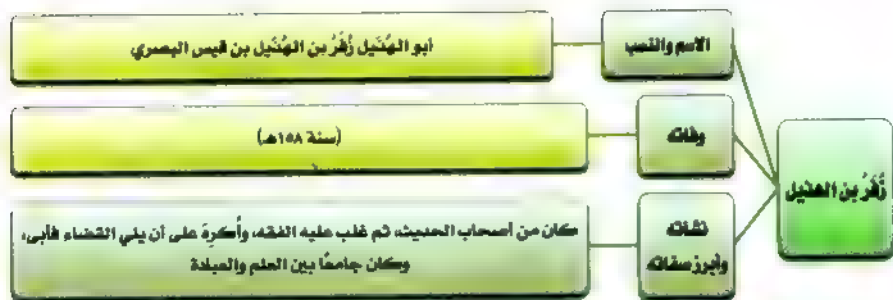 زُفَرُ بن الهذيل
الاسم والنسب
أبو الهُذَيل زُفَرُ بن الهُذَيل بن قيس البصري
وفاته
(سنة ١٥٨هـ)
نشأته
وأبرز صفاته
كان من أصحاب الحديث، ثم غلب عليه الفقه، وأُكرِهَ على أن يلي القضاء فأبى،
وكان جامعًا بين العلم والعبادة